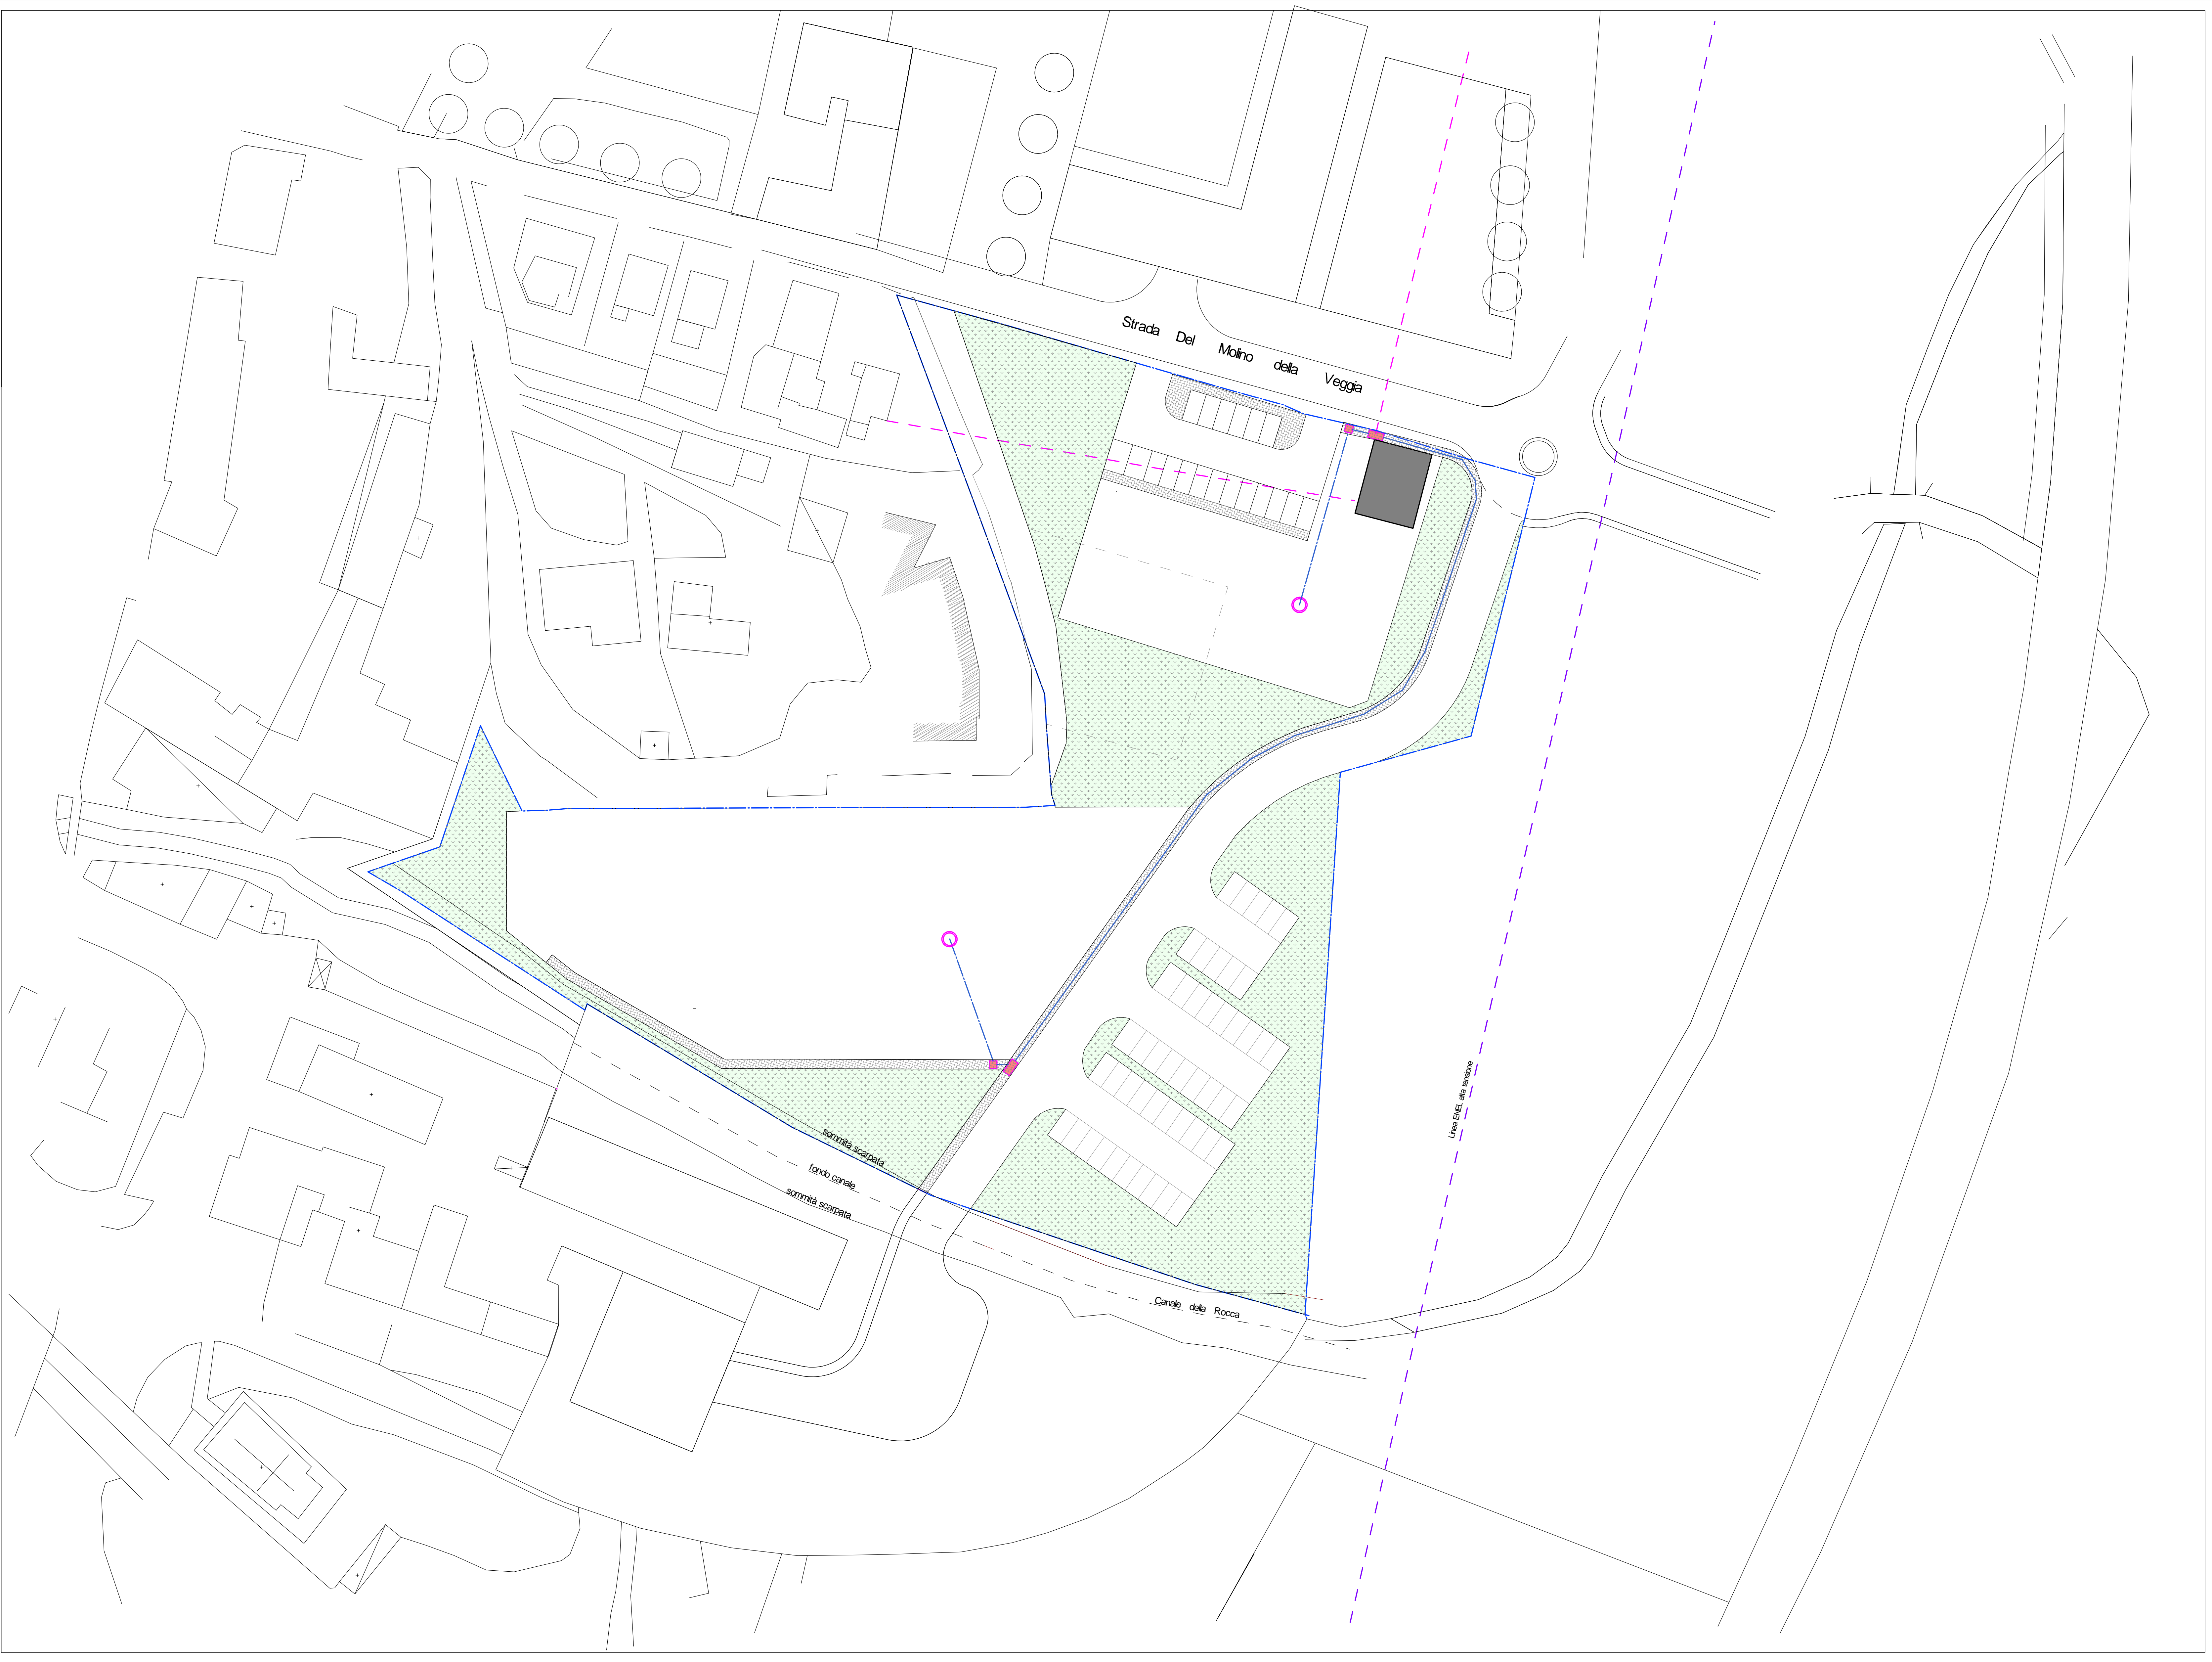 Strada Del Molino della Veggia
Linea ENEL alta tensione
sommità scarpata
fondo canale
sommità scarpata
Canale della Rocca